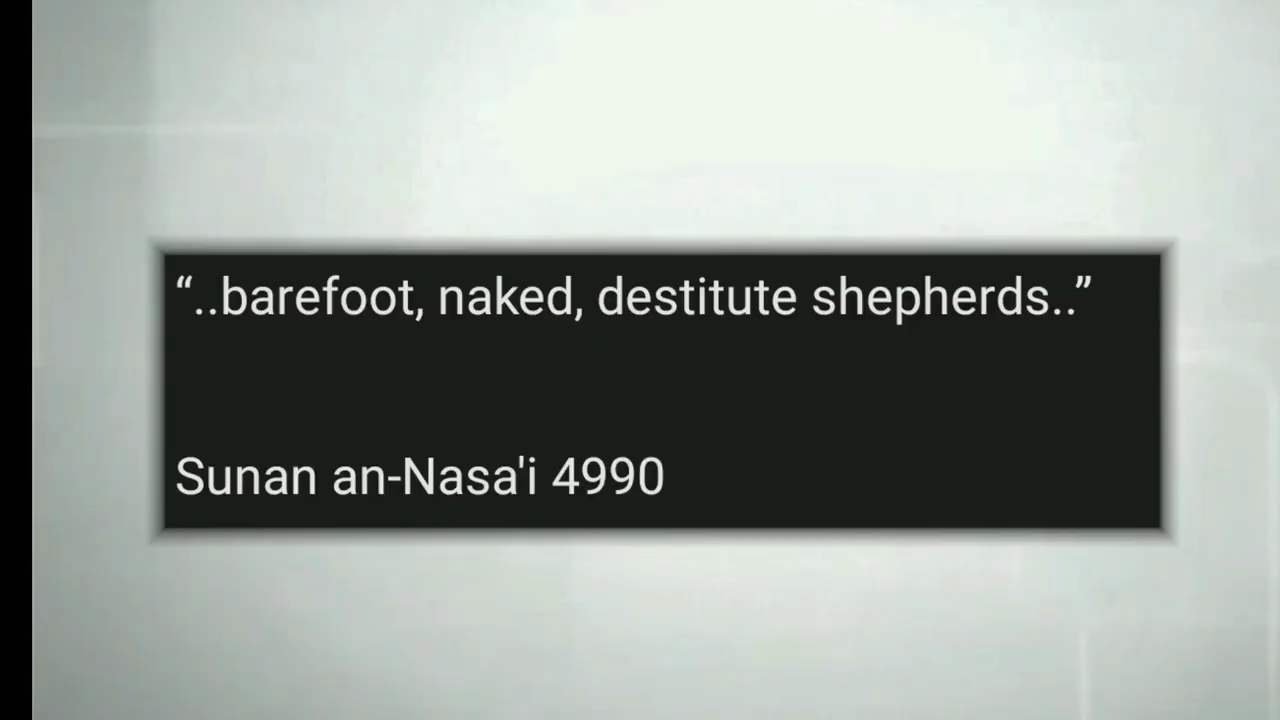 “..barefoot, naked, destitute shepherds..”
Sunan an-Nasa'i 4990